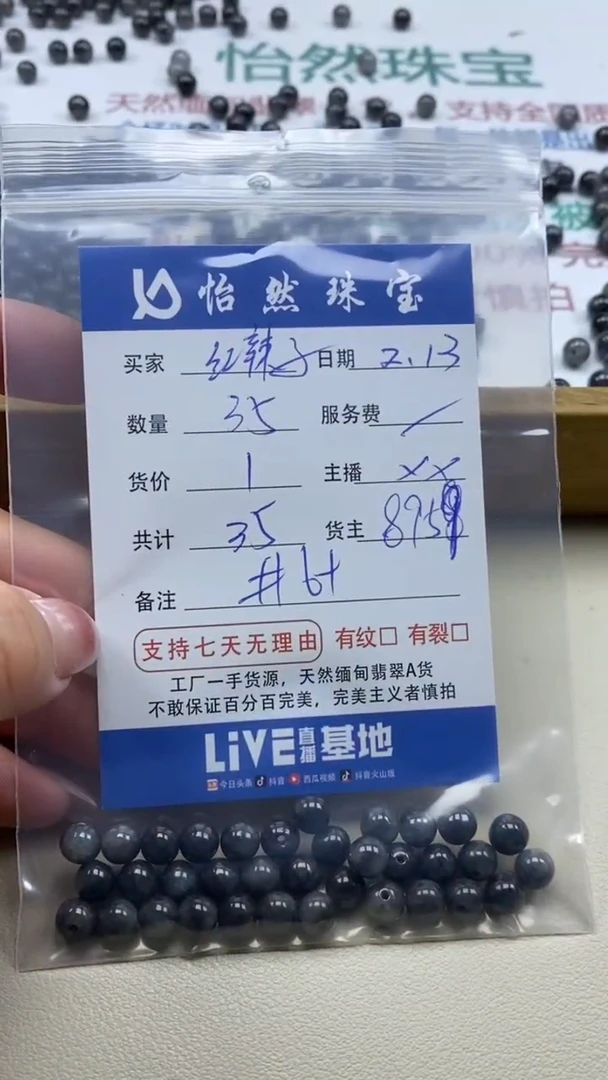 怡然珠宝
支持全国
怡然珠宝
买家 红辣子 日期 2.13
数量 35 服务费 /
货价 1 主播 XX
共计 35 货主 895
备注 #6+
支持七天无理由 有纹□ 有裂□
工厂一手货源，天然缅甸翡翠A货
不敢保证百分百完美，完美主义者慎拍
LiVE直播基地
今日头条 抖音 西瓜视频 抖音火山版
慎拍